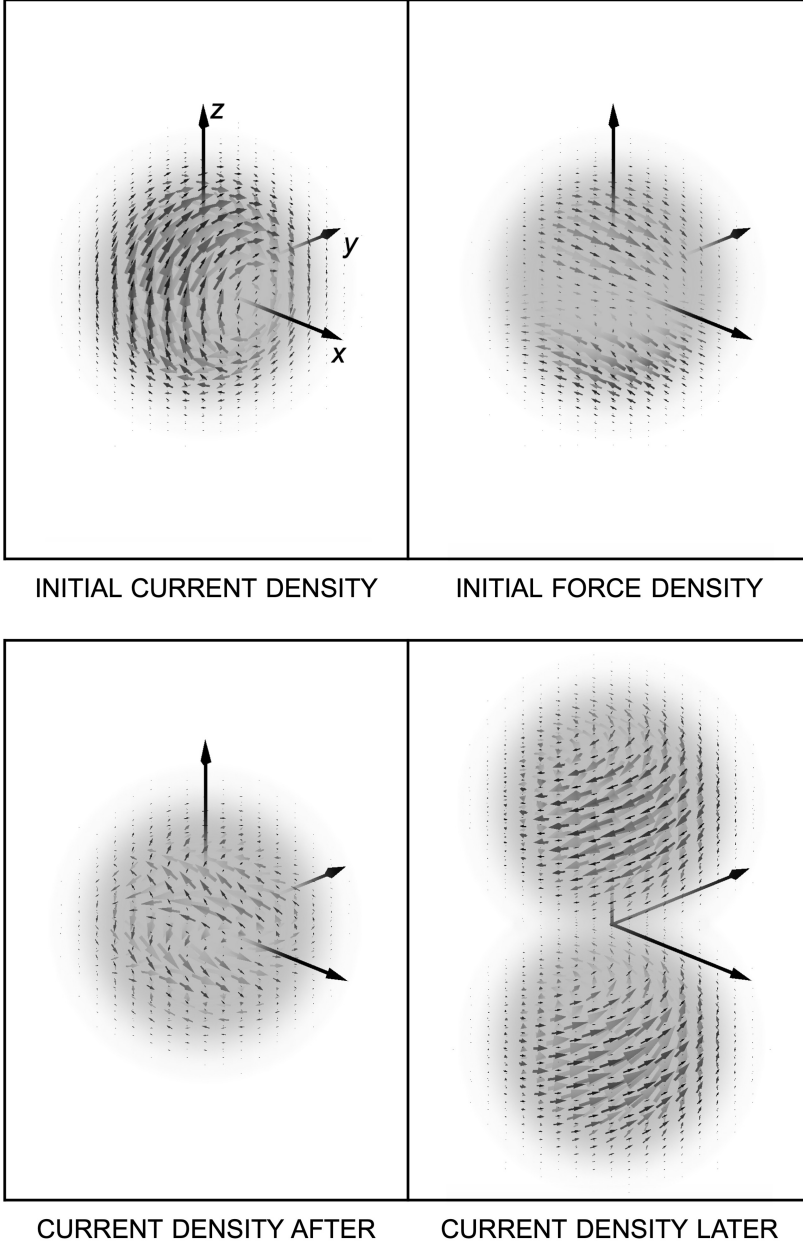 z
y
x
INITIAL CURRENT DENSITY
INITIAL FORCE DENSITY
CURRENT DENSITY AFTER
CURRENT DENSITY LATER